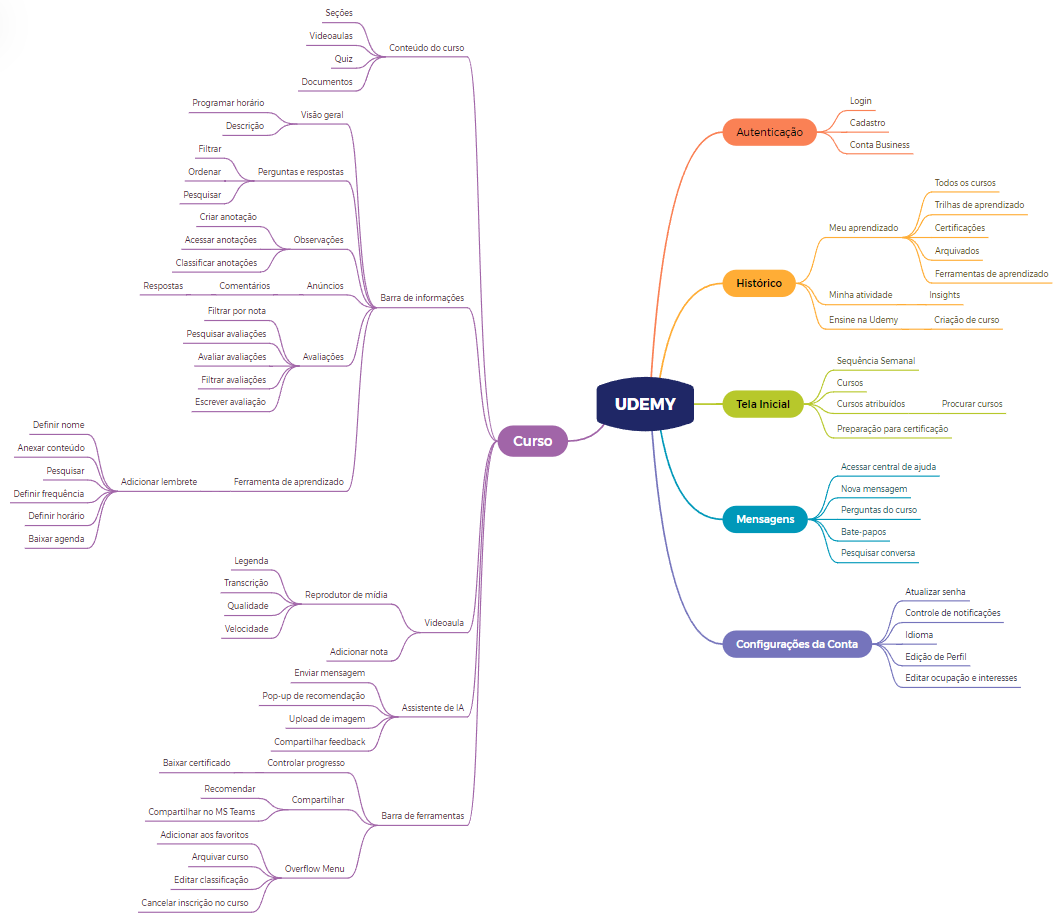 UDEMY
Autenticação
Login
Cadastro
Conta Business
Histórico
Meu aprendizado
Todos os cursos
Trilhas de aprendizado
Certificações
Arquivados
Ferramentas de aprendizado
Minha atividade
Insights
Ensine na Udemy
Criação de curso
Tela Inicial
Sequência Semanal
Cursos
Cursos atribuídos
Procurar cursos
Preparação para certificação
Mensagens
Acessar central de ajuda
Nova mensagem
Perguntas do curso
Bate-papos
Pesquisar conversa
Configurações da Conta
Atualizar senha
Controle de notificações
Idioma
Edição de Perfil
Editar ocupação e interesses
Curso
Conteúdo do curso
Seções
Videoaulas
Quiz
Documentos
Barra de informações
Visão geral
Programar horário
Descrição
Perguntas e respostas
Filtrar
Ordenar
Pesquisar
Observações
Criar anotação
Acessar anotações
Classificar anotações
Anúncios
Comentários
Respostas
Avaliações
Filtrar por nota
Pesquisar avaliações
Avaliar avaliações
Filtrar avaliações
Escrever avaliação
Ferramenta de aprendizado
Adicionar lembrete
Definir nome
Anexar conteúdo
Pesquisar
Definir frequência
Definir horário
Baixar agenda
Videoaula
Reprodutor de mídia
Legenda
Transcrição
Qualidade
Velocidade
Adicionar nota
Assistente de IA
Enviar mensagem
Pop-up de recomendação
Upload de imagem
Compartilhar feedback
Barra de ferramentas
Controlar progresso
Baixar certificado
Compartilhar
Recomendar
Compartilhar no MS Teams
Overflow Menu
Adicionar aos favoritos
Arquivar curso
Editar classificação
Cancelar inscrição no curso